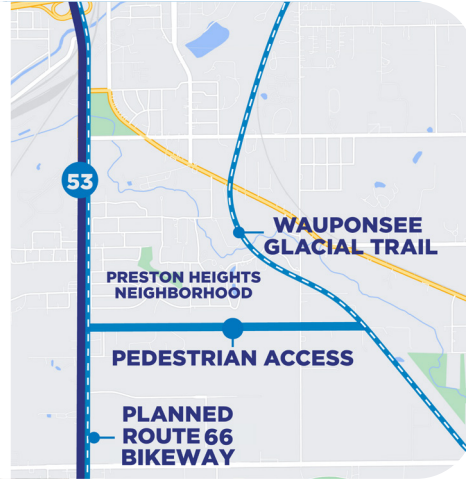 53
WAUPONSEE
GLACIAL TRAIL
PRESTON HEIGHTS
NEIGHBORHOOD
PEDESTRIAN ACCESS
PLANNED
ROUTE 66
BIKEWAY